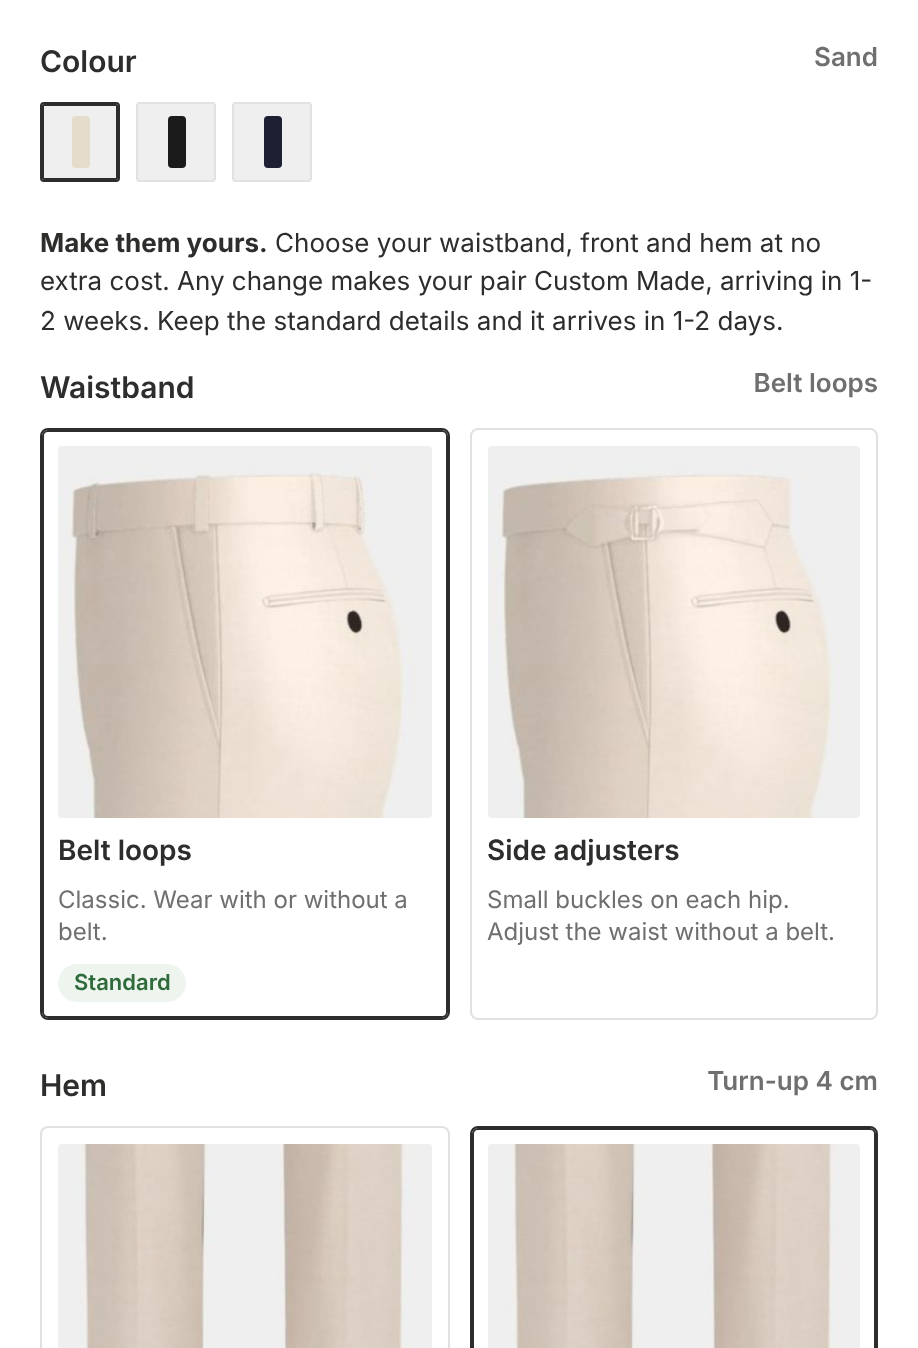 Colour
Sand
Make them yours. Choose your waistband, front and hem at no
extra cost. Any change makes your pair Custom Made, arriving in 1-
2 weeks. Keep the standard details and it arrives in 1-2 days.
Waistband
Belt loops
Belt loops
Classic. Wear with or without a
belt.
Standard
Side adjusters
Small buckles on each hip.
Adjust the waist without a belt.
Hem
Turn-up 4 cm